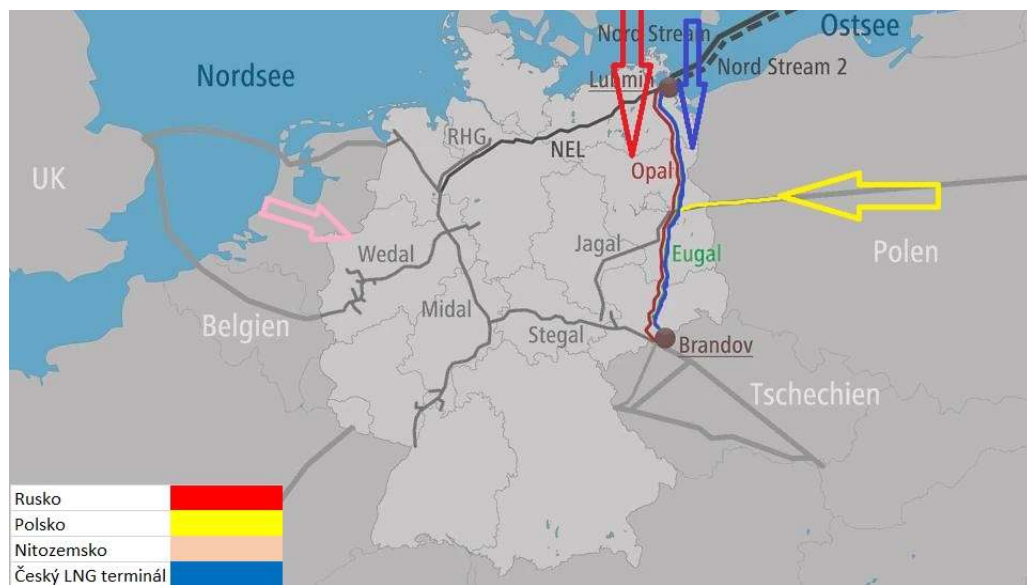 Nord Stream
Ostsee
Nordsee
Nord Stream 2
Lubmin
RHG
NEL
UK
Opal
Wedal
Jagal
Eugal
Polen
Belgien
Midal
Stegal
Brandov
Tschechien
Rusko
Polsko
Nitozemsko
Český LNG terminál